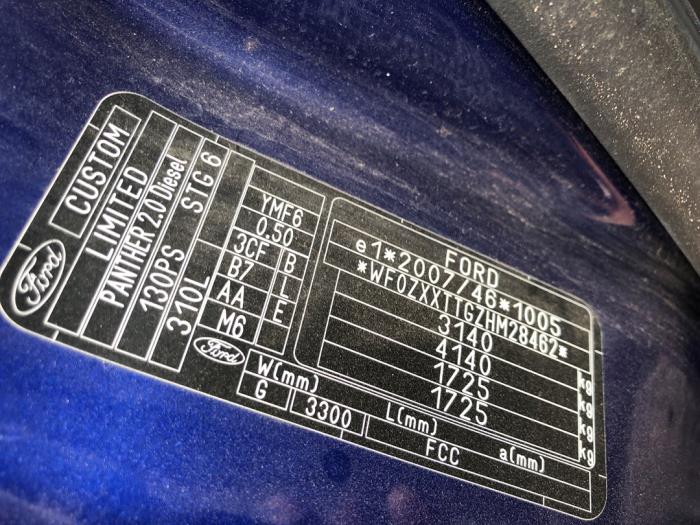 Ford
CUSTOM
LIMITED
PANTHER 2.0 Diesel
130PS STG 6
310L
YMF6
0.50
3CF B
B7 L
AA E
M6
Ford
FORD
e1*2007/46*1005
*WF0ZXXTTGZHM28462*
3140 kg
4140 kg
1725 kg
1725 kg
W(mm) L(mm) a(mm)
G 3300 FCC